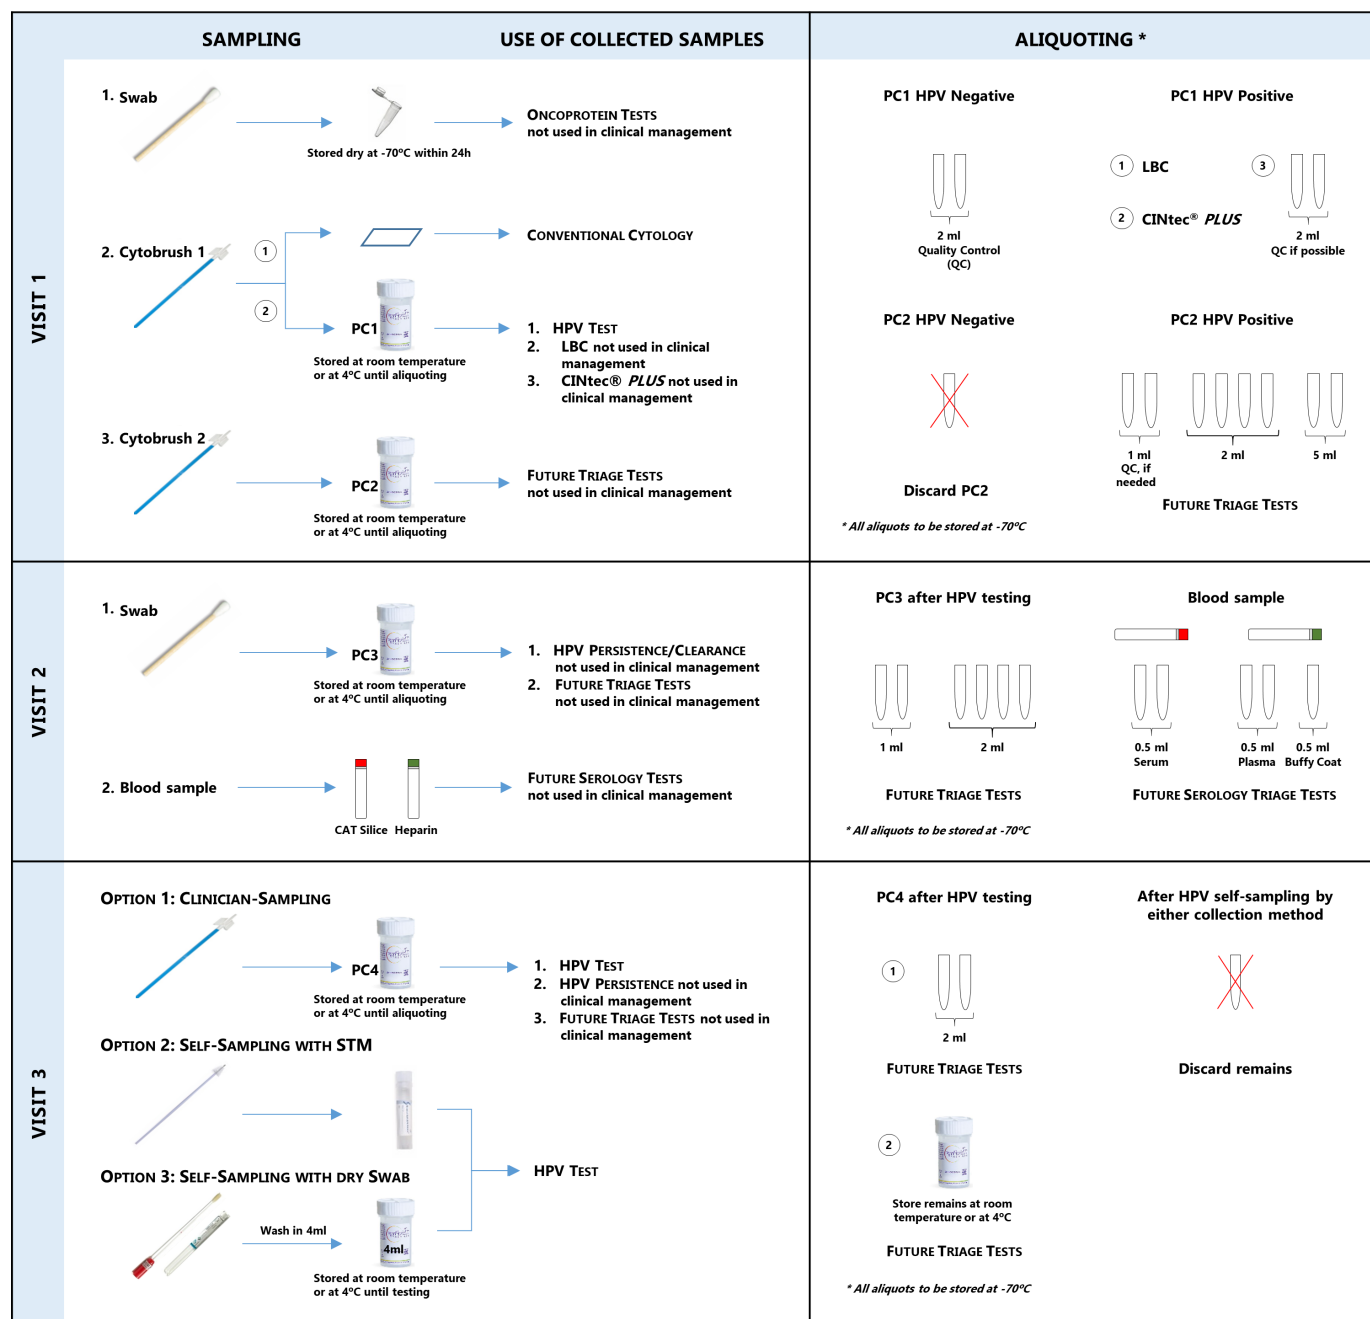 SAMPLING
USE OF COLLECTED SAMPLES
ALIQUOTING *
VISIT 1
1. Swab
Stored dry at -70ºC within 24h
ONCOPROTEIN TESTS
not used in clinical management
2. Cytobrush 1
1
2
CONVENTIONAL CYTOLOGY
PC1
Stored at room temperature
or at 4ºC until aliquoting
1. HPV TEST
2. LBC not used in clinical
management
3. CINtec® PLUS not used in
clinical management
3. Cytobrush 2
PC2
Stored at room temperature
or at 4ºC until aliquoting
FUTURE TRIAGE TESTS
not used in clinical management
PC1 HPV Negative
2 ml
Quality Control
(QC)
PC1 HPV Positive
1 LBC
2 CINtec® PLUS
3
2 ml
QC if possible
PC2 HPV Negative
Discard PC2
PC2 HPV Positive
1 ml
QC, if
needed
2 ml
5 ml
FUTURE TRIAGE TESTS
* All aliquots to be stored at -70ºC
VISIT 2
1. Swab
PC3
Stored at room temperature
or at 4ºC until aliquoting
1. HPV PERSISTENCE/CLEARANCE
not used in clinical management
2. FUTURE TRIAGE TESTS
not used in clinical management
2. Blood sample
CAT Silice
Heparin
FUTURE SEROLOGY TESTS
not used in clinical management
PC3 after HPV testing
1 ml
2 ml
FUTURE TRIAGE TESTS
Blood sample
0.5 ml
Serum
0.5 ml
Plasma
0.5 ml
Buffy Coat
FUTURE SEROLOGY TRIAGE TESTS
* All aliquots to be stored at -70ºC
VISIT 3
OPTION 1: CLINICIAN-SAMPLING
PC4
Stored at room temperature
or at 4ºC until aliquoting
1. HPV TEST
2. HPV PERSISTENCE not used in
clinical management
3. FUTURE TRIAGE TESTS not used in
clinical management
OPTION 2: SELF-SAMPLING WITH STM
OPTION 3: SELF-SAMPLING WITH DRY SWAB
Wash in 4ml
4ml
Stored at room temperature
or at 4ºC until testing
HPV TEST
PC4 after HPV testing
1
2 ml
FUTURE TRIAGE TESTS
2
Store remains at room
temperature or at 4ºC
FUTURE TRIAGE TESTS
After HPV self-sampling by
either collection method
Discard remains
* All aliquots to be stored at -70ºC